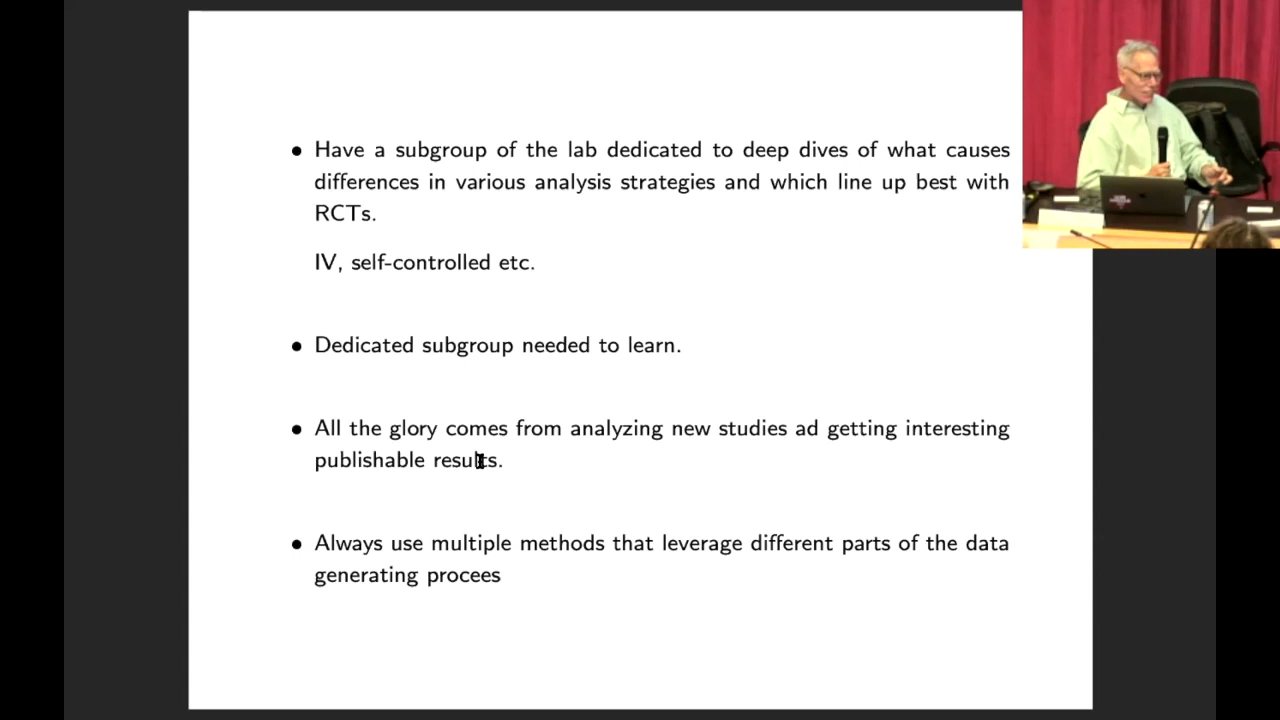 • Have a subgroup of the lab dedicated to deep dives of what causes
differences in various analysis strategies and which line up best with
RCTs.
IV, self-controlled etc.
• Dedicated subgroup needed to learn.
• All the glory comes from analyzing new studies ad getting interesting
publishable results.
• Always use multiple methods that leverage different parts of the data
generating procees